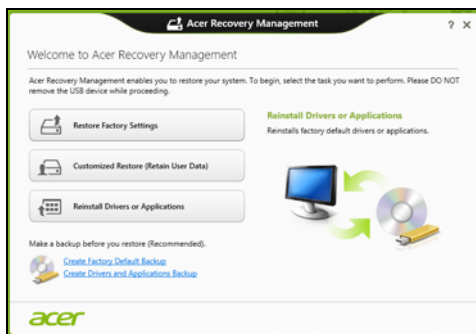 Acer Recovery Management
? X
Welcome to Acer Recovery Management
Acer Recovery Management enables you to restore your system. To begin, select the task you want to perform. Please DO NOT
remove the USB device while proceeding.
Restore Factory Settings
Reinstall Drivers or Applications
Reinstalls factory default drivers or applications.
Customized Restore (Retain User Data)
Reinstall Drivers or Applications
Make a backup before you restore (Recommended).
Create Factory Default Backup
Create Drivers and Applications Backup
acer